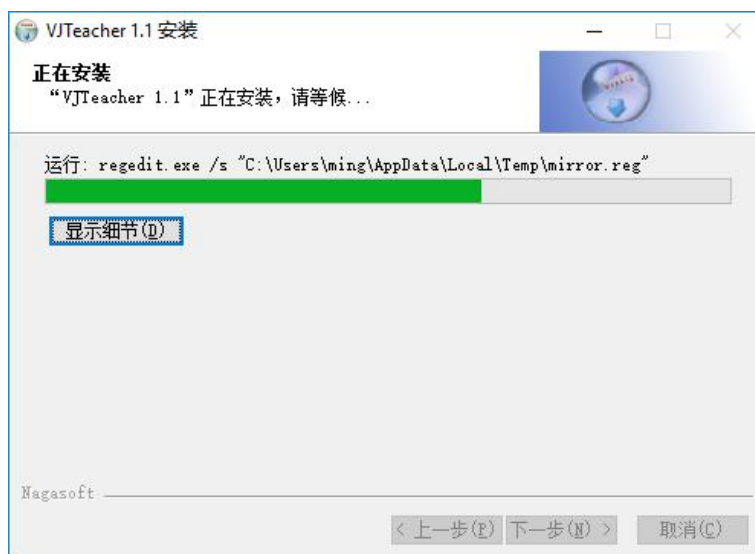 VJTeacher 1.1 安装
正在安装
“VJTeacher 1.1”正在安装，请等候...
运行: regedit.exe /s "C:\Users\ming\AppData\Local\Temp\mirror.reg"
显示细节(D)
Nagasoft
< 上一步(P) 下一步(N) > 取消(C)